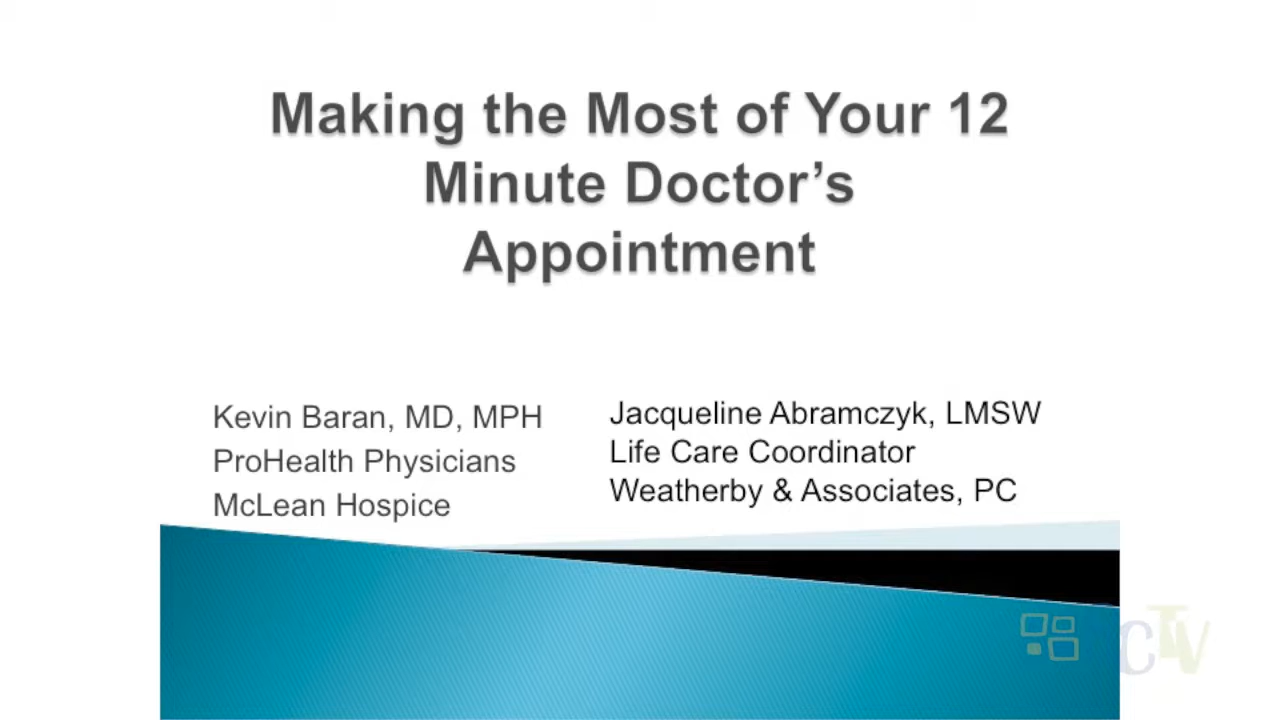 Making the Most of Your 12
Minute Doctor’s
Appointment
Kevin Baran, MD, MPH
ProHealth Physicians
McLean Hospice
Jacqueline Abramczyk, LMSW
Life Care Coordinator
Weatherby & Associates, PC
CTV